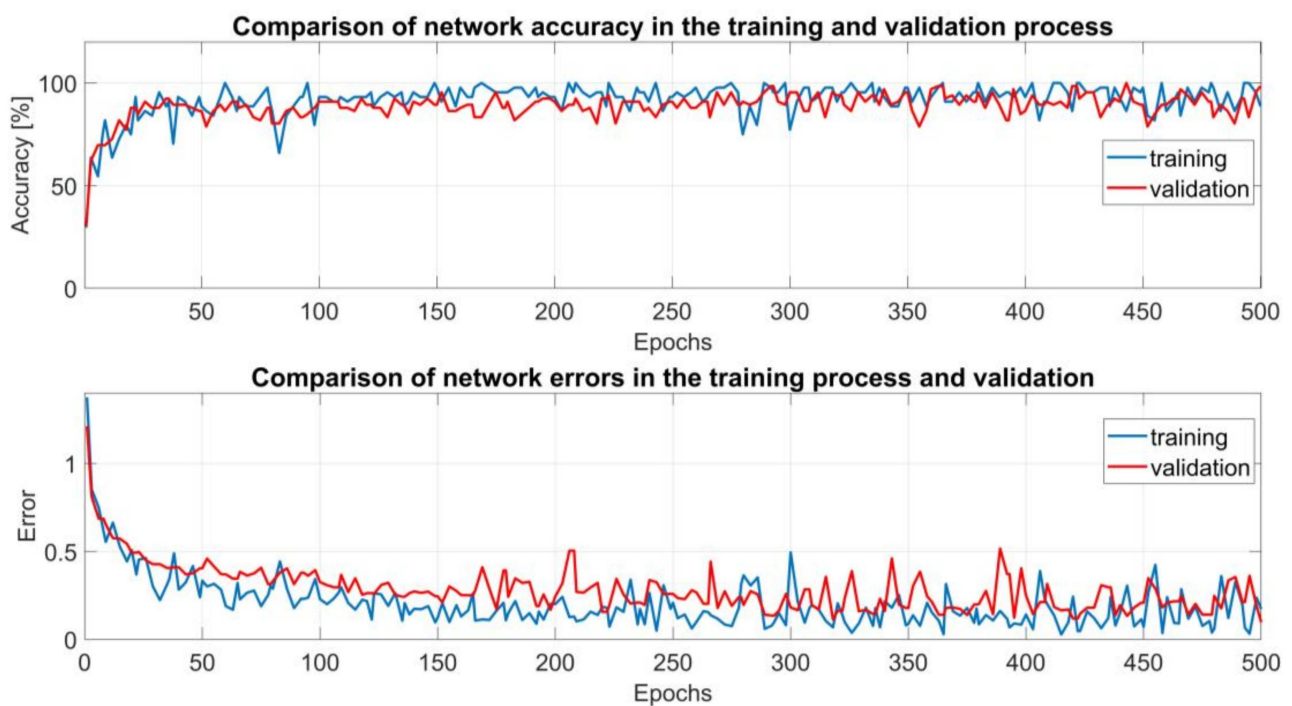 Comparison of network accuracy in the training and validation process
Accuracy [%]
100
50
0
training
validation
50 100 150 200 250 300 350 400 450 500
Epochs
Comparison of network errors in the training process and validation
Error
1
0.5
0
training
validation
0 50 100 150 200 250 300 350 400 450 500
Epochs